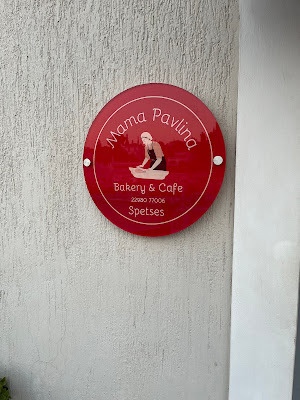 Mama Pavlina
Bakery & Cafe
22980 77006
Spetses